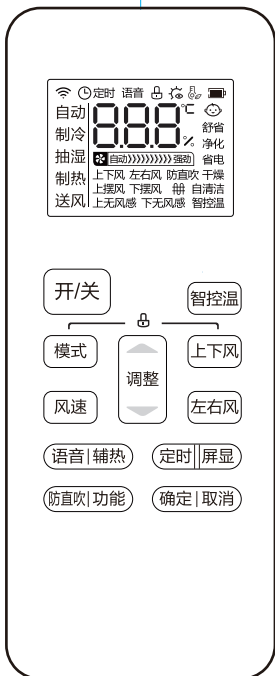 定时 语音
自动 88.8 ℃
制冷 舒省
% 净化
抽湿 自动 强劲 省电
制热 上下风 左右风 防直吹 干燥
上摆风 下摆风 自清洁
送风 上无风感 下无风感 智控温
开/关
智控温
模式 调整 上下风
风速 左右风
语音|辅热 定时||屏显
防直吹|功能 确定|取消